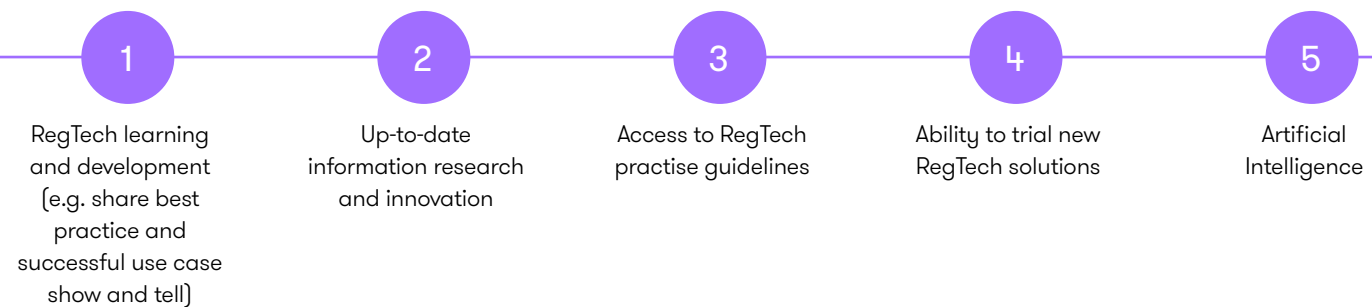 1
RegTech learning
and development
(e.g. share best
practice and
successful use case
show and tell)
2
Up-to-date
information research
and innovation
3
Access to RegTech
practise guidelines
4
Ability to trial new
RegTech solutions
5
Artificial
Intelligence